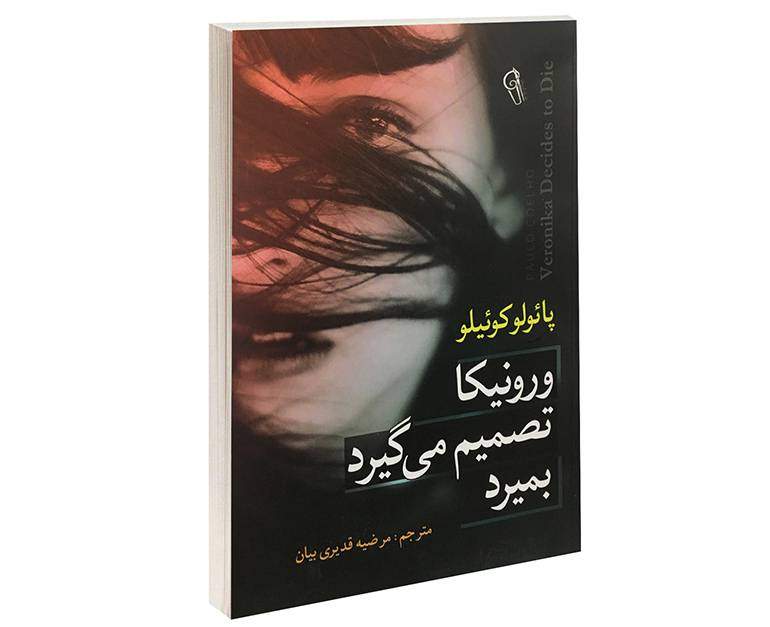 پائولو کوئیلو
ورونیکا
تصمیم می‌گیرد
بمیرد
مترجم: مرضیه قدیری بیان
PAULO COELHO
Veronika Decides to Die